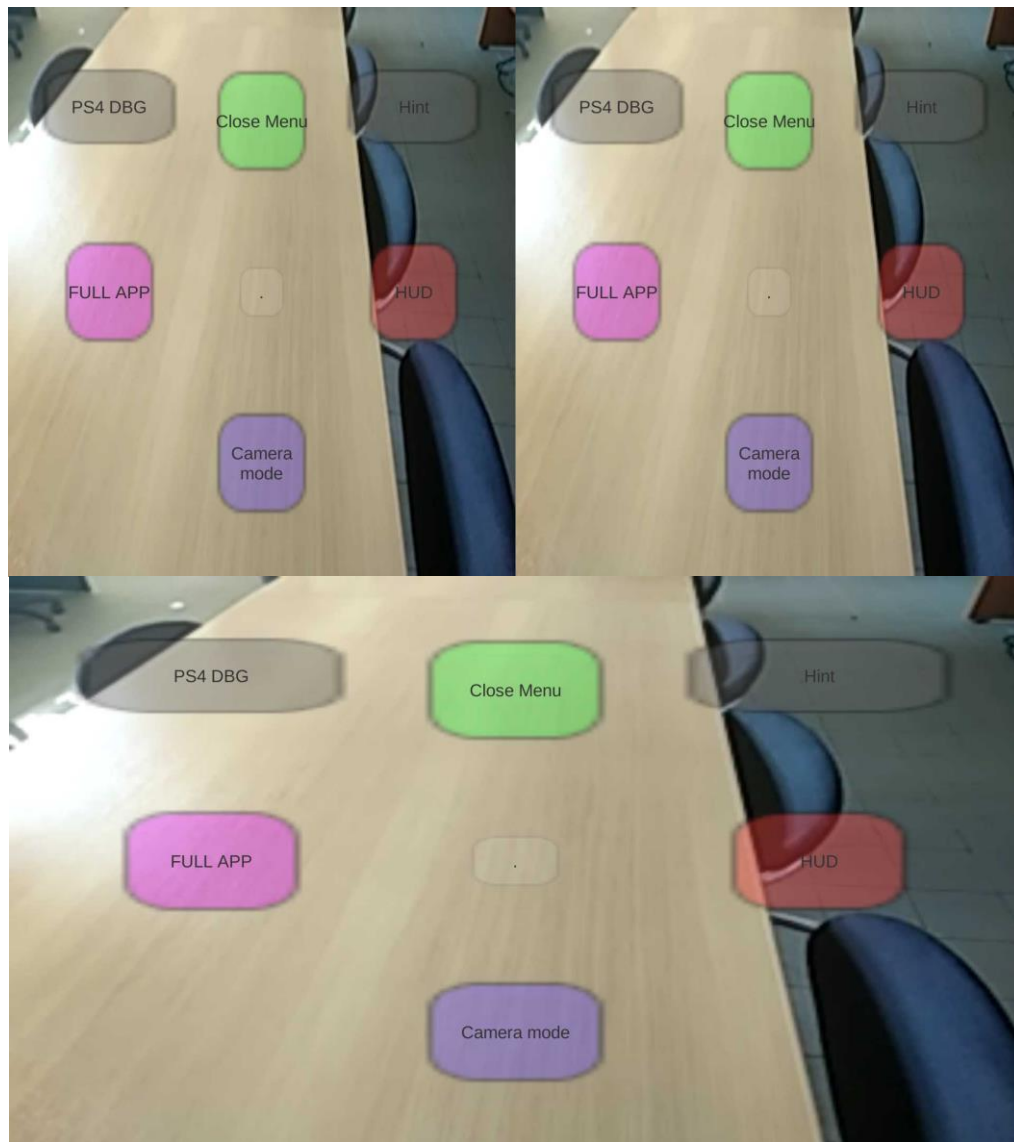 PS4 DBG
Close Menu
Hint
FULL APP
.
HUD
Camera
mode
PS4 DBG
Close Menu
Hint
FULL APP
.
HUD
Camera
mode
PS4 DBG
Close Menu
Hint
FULL APP
.
HUD
Camera mode